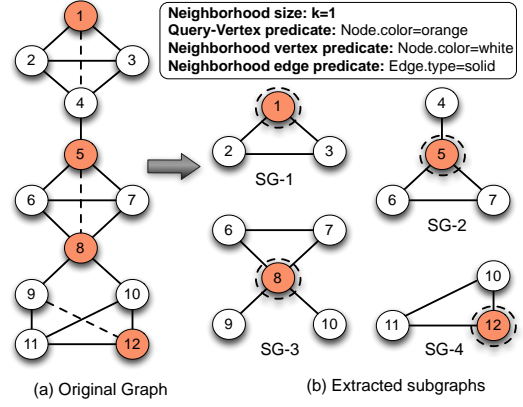 Neighborhood size: k=1
Query-Vertex predicate: Node.color=orange
Neighborhood vertex predicate: Node.color=white
Neighborhood edge predicate: Edge.type=solid
1
2
3
4
5
6
7
8
9
10
11
12
(a) Original Graph
1
2
3
SG-1
4
5
6
7
SG-2
6
7
8
9
10
SG-3
10
11
12
SG-4
(b) Extracted subgraphs